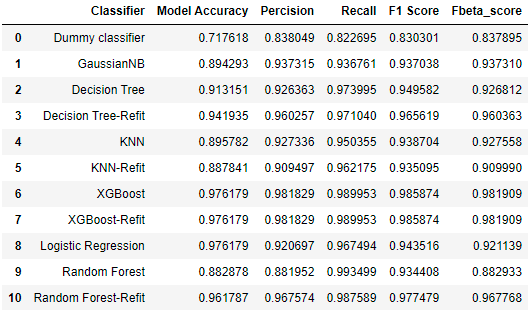 Classifier Model Accuracy Percision Recall F1 Score Fbeta_score
0 Dummy classifier 0.717618 0.838049 0.822695 0.830301 0.837895
1 GaussianNB 0.894293 0.937315 0.936761 0.937038 0.937310
2 Decision Tree 0.913151 0.926363 0.973995 0.949582 0.926812
3 Decision Tree-Refit 0.941935 0.960257 0.971040 0.965619 0.960363
4 KNN 0.895782 0.927336 0.950355 0.938704 0.927558
5 KNN-Refit 0.887841 0.909497 0.962175 0.935095 0.909990
6 XGBoost 0.976179 0.981829 0.989953 0.985874 0.981909
7 XGBoost-Refit 0.976179 0.981829 0.989953 0.985874 0.981909
8 Logistic Regression 0.976179 0.920697 0.967494 0.943516 0.921139
9 Random Forest 0.882878 0.881952 0.993499 0.934408 0.882933
10 Random Forest-Refit 0.961787 0.967574 0.987589 0.977479 0.967768